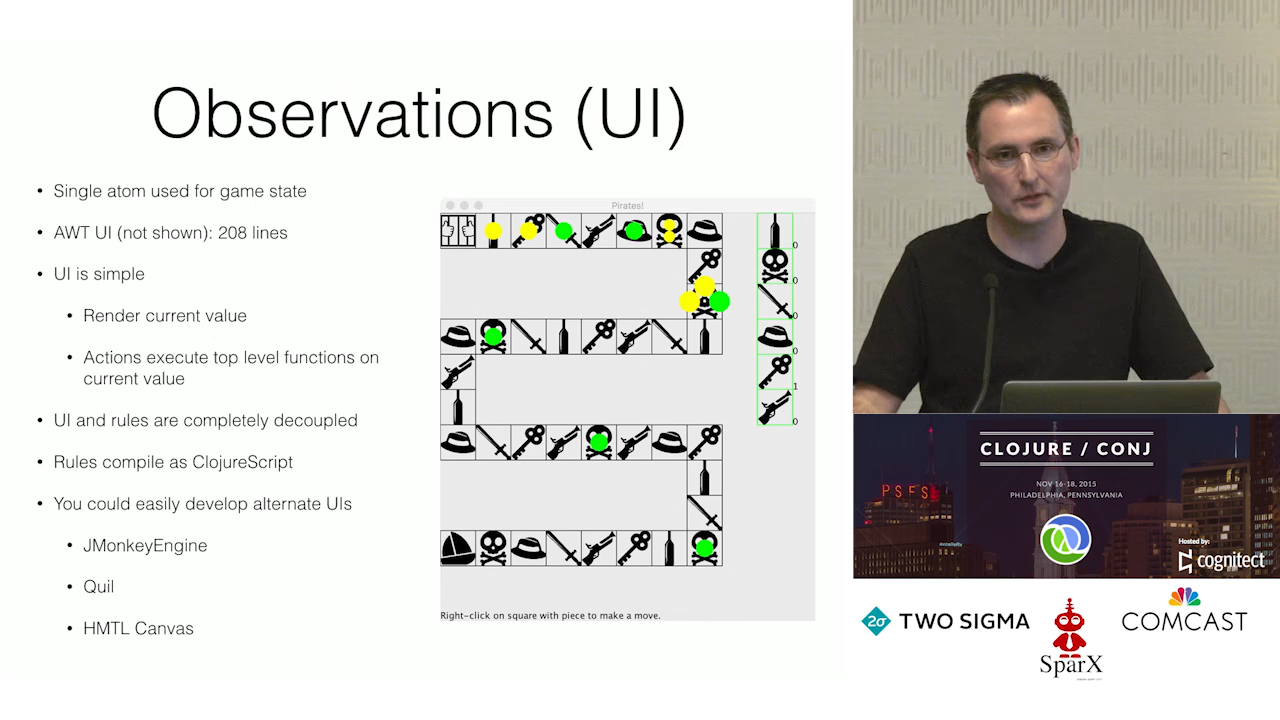 Observations (UI)
• Single atom used for game state
• AWT UI (not shown): 208 lines
• UI is simple
• Render current value
• Actions execute top level functions on
current value
• UI and rules are completely decoupled
• Rules compile as ClojureScript
• You could easily develop alternate UIs
• JMonkeyEngine
• Quil
• HMTL Canvas
Pirates!
0
0
0
0
1
0
Right-click on square with piece to make a move.
CLOJURE / CONJ
NOV 16-18, 2015
PHILADELPHIA, PENNSYLVANIA
PSFS
Hosted by:
cognitect
2σ TWO SIGMA
SparX
COMCAST